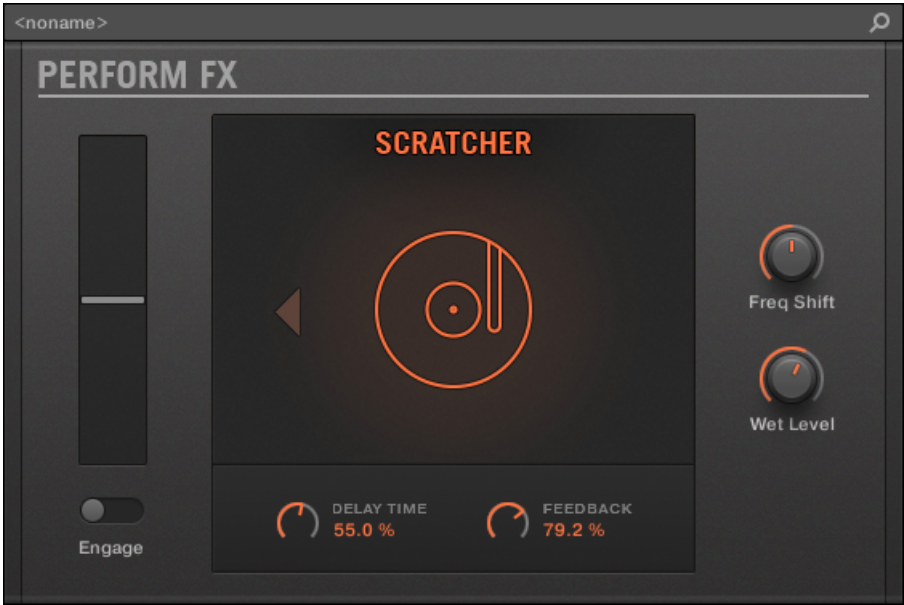 <noname>
PERFORM FX
SCRATCHER
Freq Shift
Wet Level
DELAY TIME
55.0 %
FEEDBACK
79.2 %
Engage